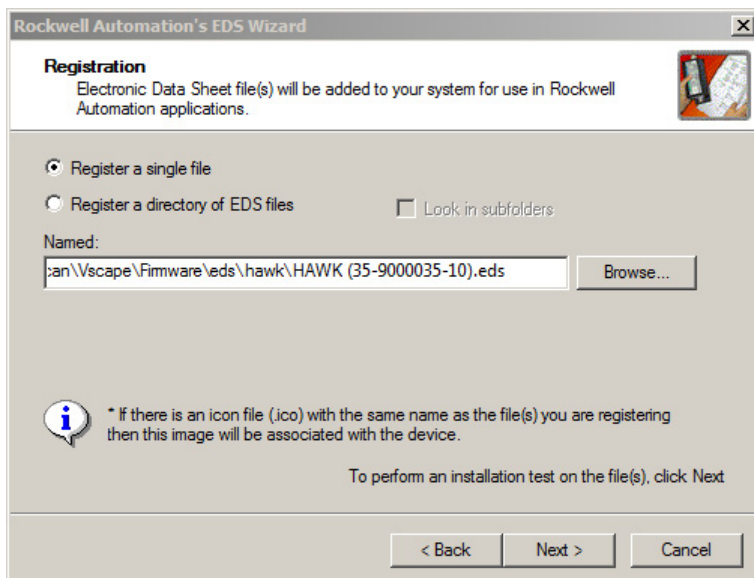 Rockwell Automation's EDS Wizard
Registration
Electronic Data Sheet file(s) will be added to your system for use in Rockwell
Automation applications.
Register a single file
Register a directory of EDS files
Look in subfolders
Named:
:an\Vscape\Firmware\eds\hawk\HAWK (35-9000035-10).eds
Browse...
* If there is an icon file (.ico) with the same name as the file(s) you are registering
then this image will be associated with the device.
To perform an installation test on the file(s), click Next
< Back
Next >
Cancel